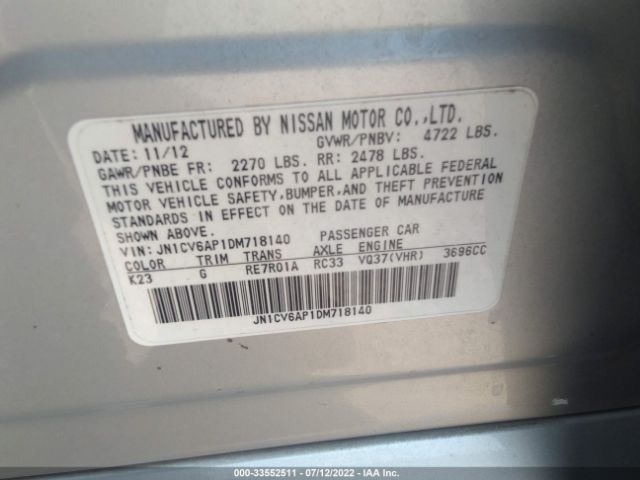 MANUFACTURED BY NISSAN MOTOR CO.,LTD.
DATE: 11/12 GVWR/PNBV: 4722 LBS.
GAWR/PNBE FR: 2270 LBS. RR: 2478 LBS.
THIS VEHICLE CONFORMS TO ALL APPLICABLE FEDERAL
MOTOR VEHICLE SAFETY,BUMPER,AND THEFT PREVENTION
STANDARDS IN EFFECT ON THE DATE OF MANUFACTURE
SHOWN ABOVE.
VIN: JN1CV6AP1DM718140 PASSENGER CAR
COLOR TRIM TRANS AXLE ENGINE
K23 G RE7R01A RC33 VQ37(VHR) 3696CC
JN1CV6AP1DM718140
000-33552511 - 07/12/2022 - IAA Inc.